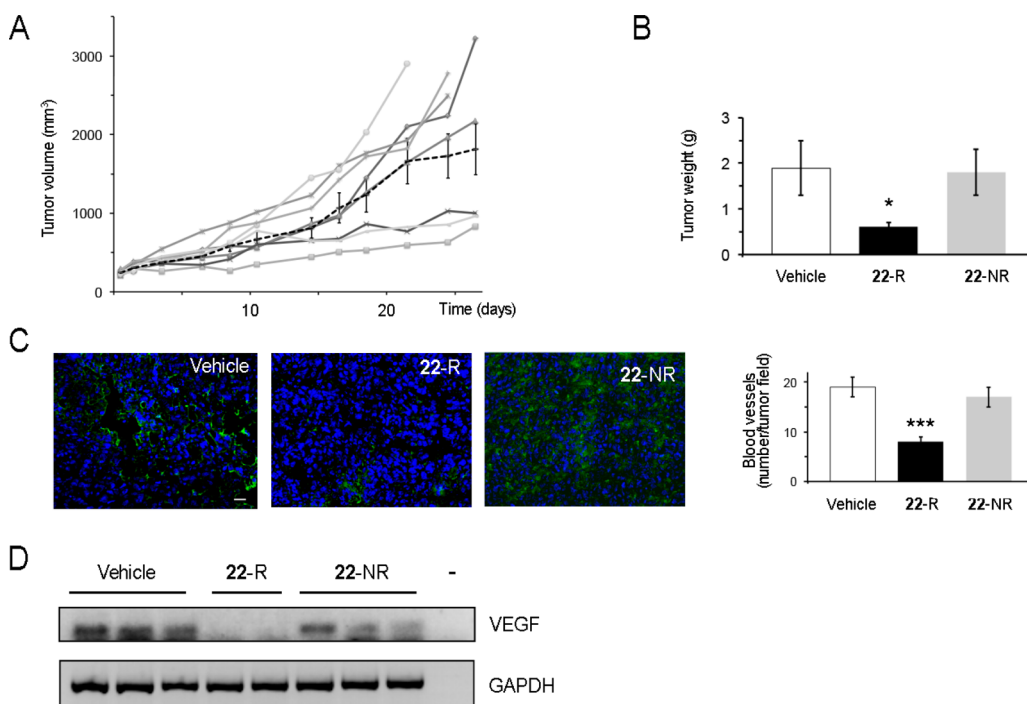 A
Tumor volume (mm³)
3000
2000
1000
0
10
20
Time (days)
B
Tumor weight (g)
3
2
1
0
*
Vehicle
22-R
22-NR
C
Vehicle
22-R
22-NR
Blood vessels
(number/tumor field)
20
10
0
***
Vehicle
22-R
22-NR
D
Vehicle
22-R
22-NR
-
VEGF
GAPDH